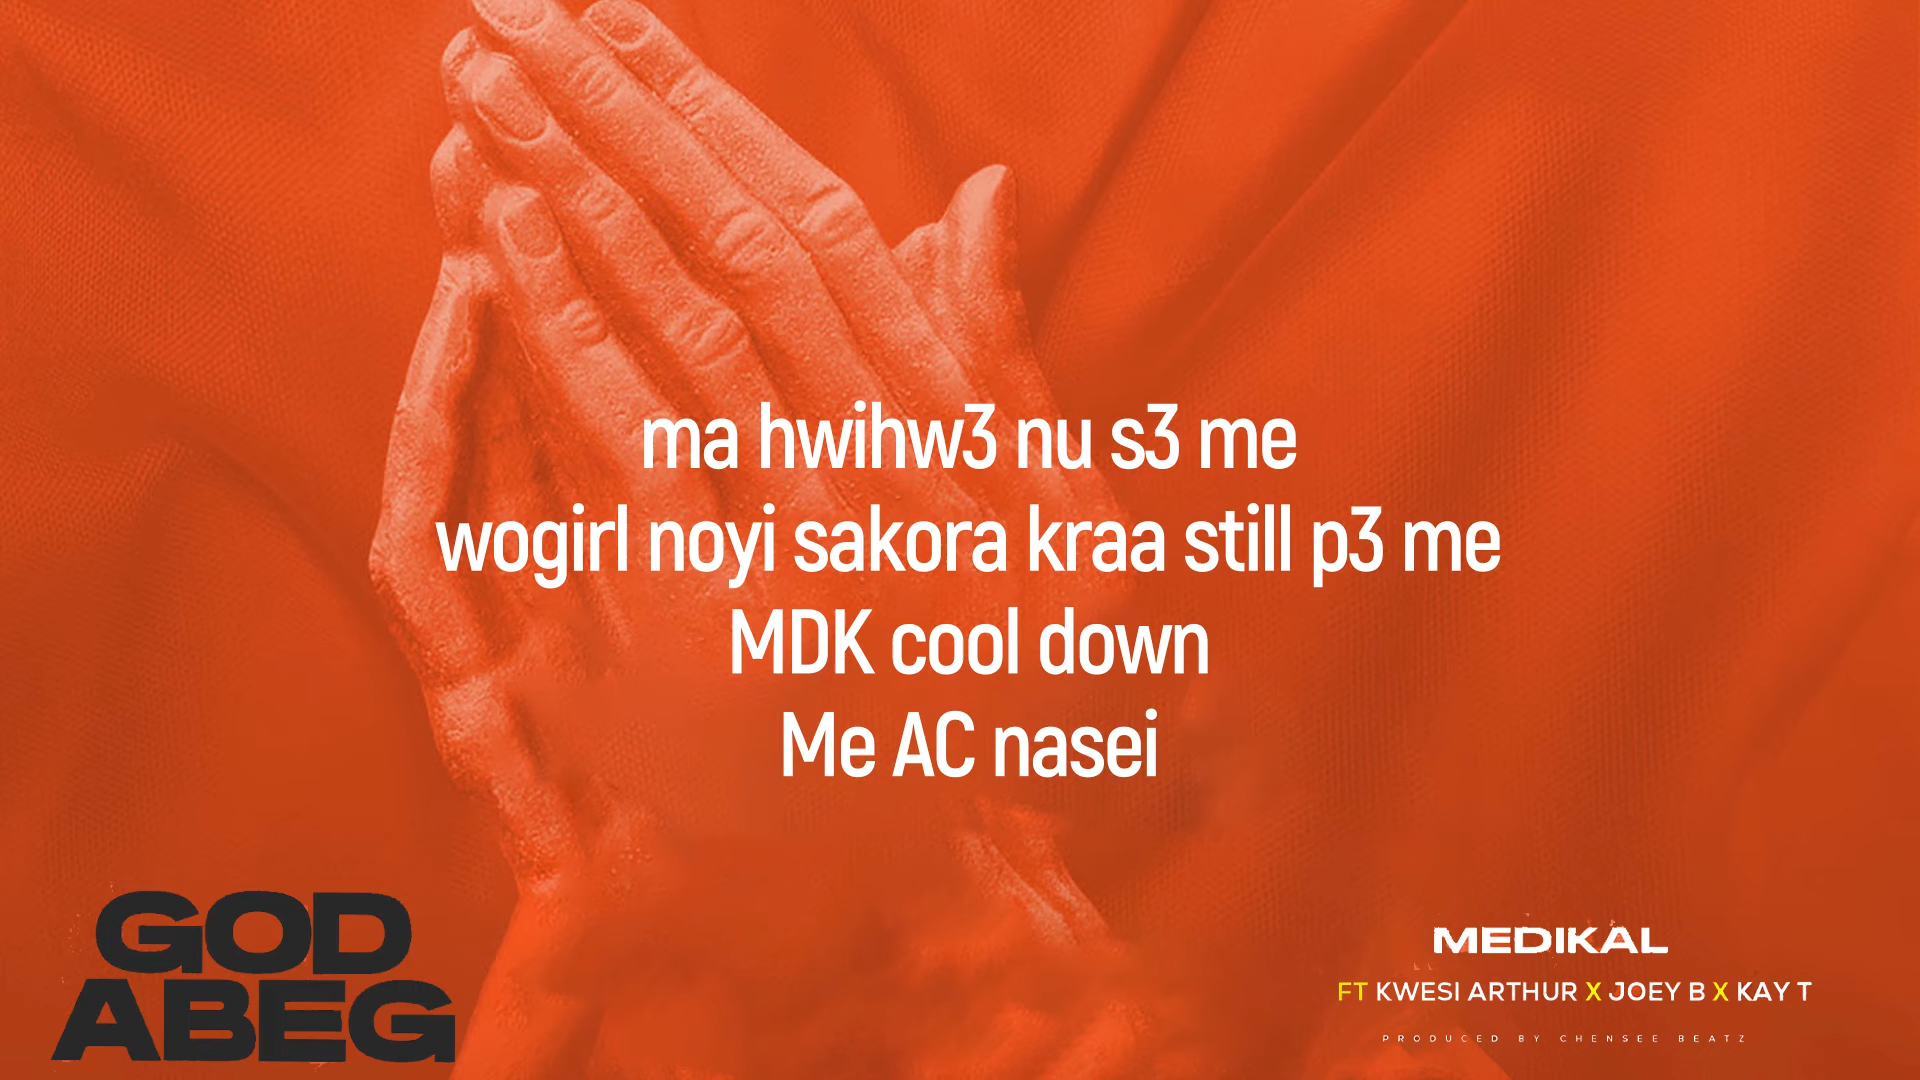 ma hwihw3 nu s3 me
wogirl noyi sakora kraa still p3 me
MDK cool down
Me AC nasei
GOD
ABEG
MEDIKAL
FT KWESI ARTHUR X JOEY B X KAY T
PRODUCED BY CHENSEE BEATZ